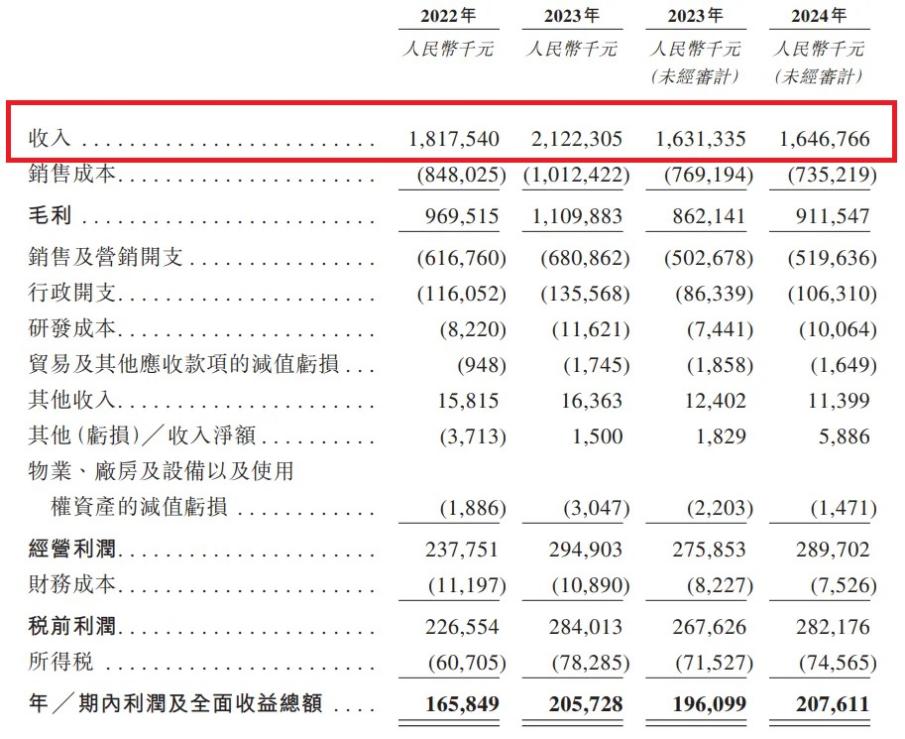 2022年 2023年 2023年 2024年
人民幣千元 人民幣千元 人民幣千元 人民幣千元
(未經審計) (未經審計)
收入 .......................... 1,817,540 2,122,305 1,631,335 1,646,766
銷售成本....................... (848,025) (1,012,422) (769,194) (735,219)
毛利 .......................... 969,515 1,109,883 862,141 911,547
銷售及營銷開支 ................. (616,760) (680,862) (502,678) (519,636)
行政開支....................... (116,052) (135,568) (86,339) (106,310)
研發成本....................... (8,220) (11,621) (7,441) (10,064)
貿易及其他應收款項的減值虧損 ... (948) (1,745) (1,858) (1,649)
其他收入....................... 15,815 16,363 12,402 11,399
其他(虧損)／收入淨額.......... (3,713) 1,500 1,829 5,886
物業、廠房及設備以及使用
權資產的減值虧損 ............ (1,886) (3,047) (2,203) (1,471)
經營利潤....................... 237,751 294,903 275,853 289,702
財務成本....................... (11,197) (10,890) (8,227) (7,526)
税前利潤....................... 226,554 284,013 267,626 282,176
所得税 ........................ (60,705) (78,285) (71,527) (74,565)
年／期內利潤及全面收益總額 .... 165,849 205,728 196,099 207,611